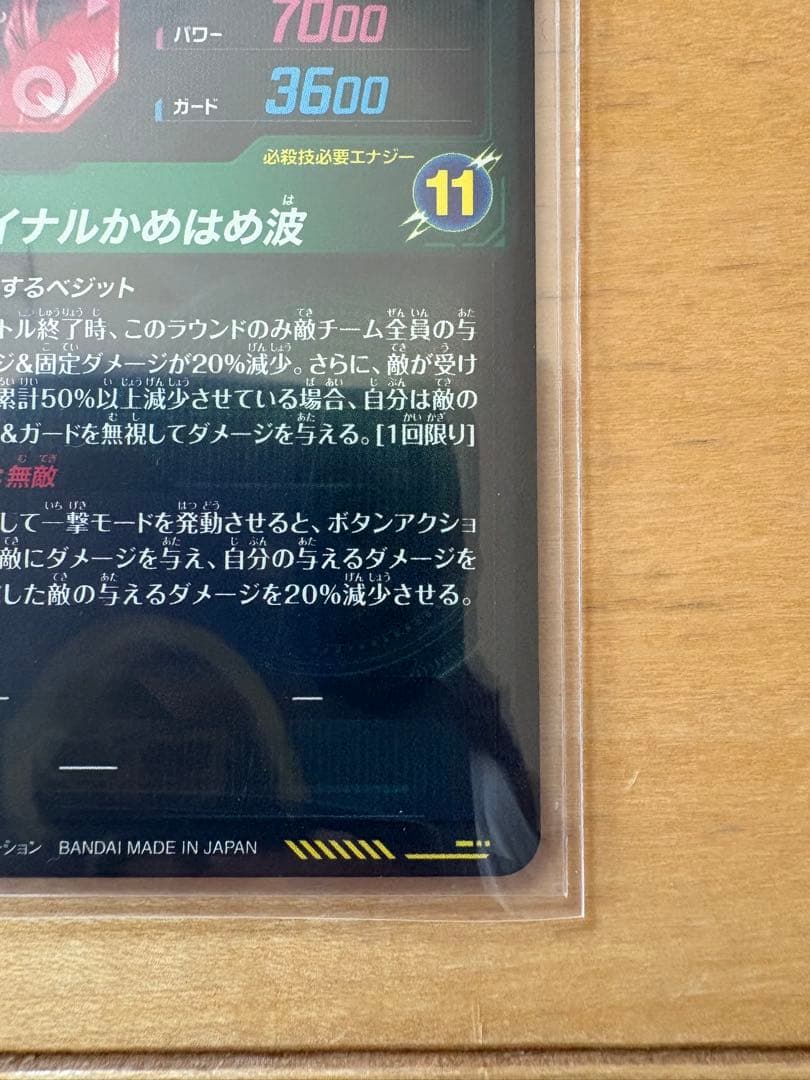 パワー 7000
Q
ガード 3600
必殺技必要エナジー
11
イナルかめはめ波
は
するベジット
トル終了時、このラウンドのみ敵チーム全員の与
ジ&固定ダメージが20%減少。さらに、敵が受け
累計50%以上減少させている場合、自分は敵の
&ガードを無視してダメージを与える。[1回限り]
無敵
して一撃モードを発動させると、ボタンアクショ
敵にダメージを与え、自分の与えるダメージを
した敵の与えるダメージを20%減少させる。
ション BANDAI MADE IN JAPAN